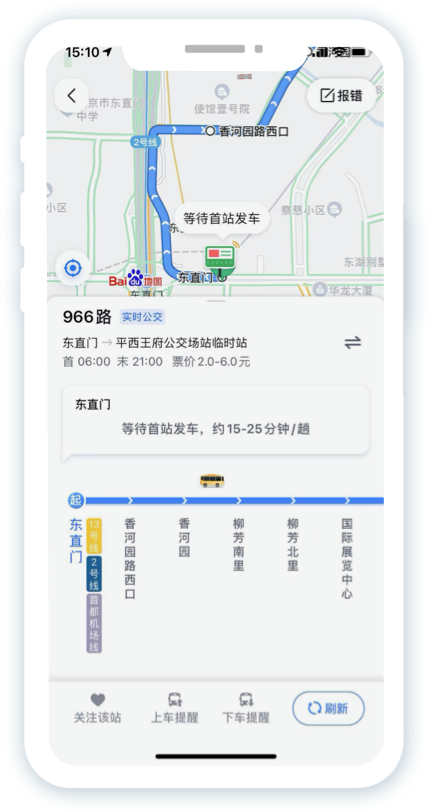 15:10
京市东直
中学
使馆壹号院
报错
香河园路西口
2号线
小区
等待首站发车
察慈小区
东
东湖别墅
东直门
Bai du 地图
东直门
华龙大厦
966路 实时公交
东直门 → 平西王府公交场站临时站
首 06:00 末 21:00 票价2.0-6.0元
东直门
等待首站发车，约15-25分钟/趟
起
东直门
13号线
2号线
首都机场线
香河园路西口
香河园
柳芳南里
柳芳北里
国际展览中心
关注该站
上车提醒
下车提醒
刷新